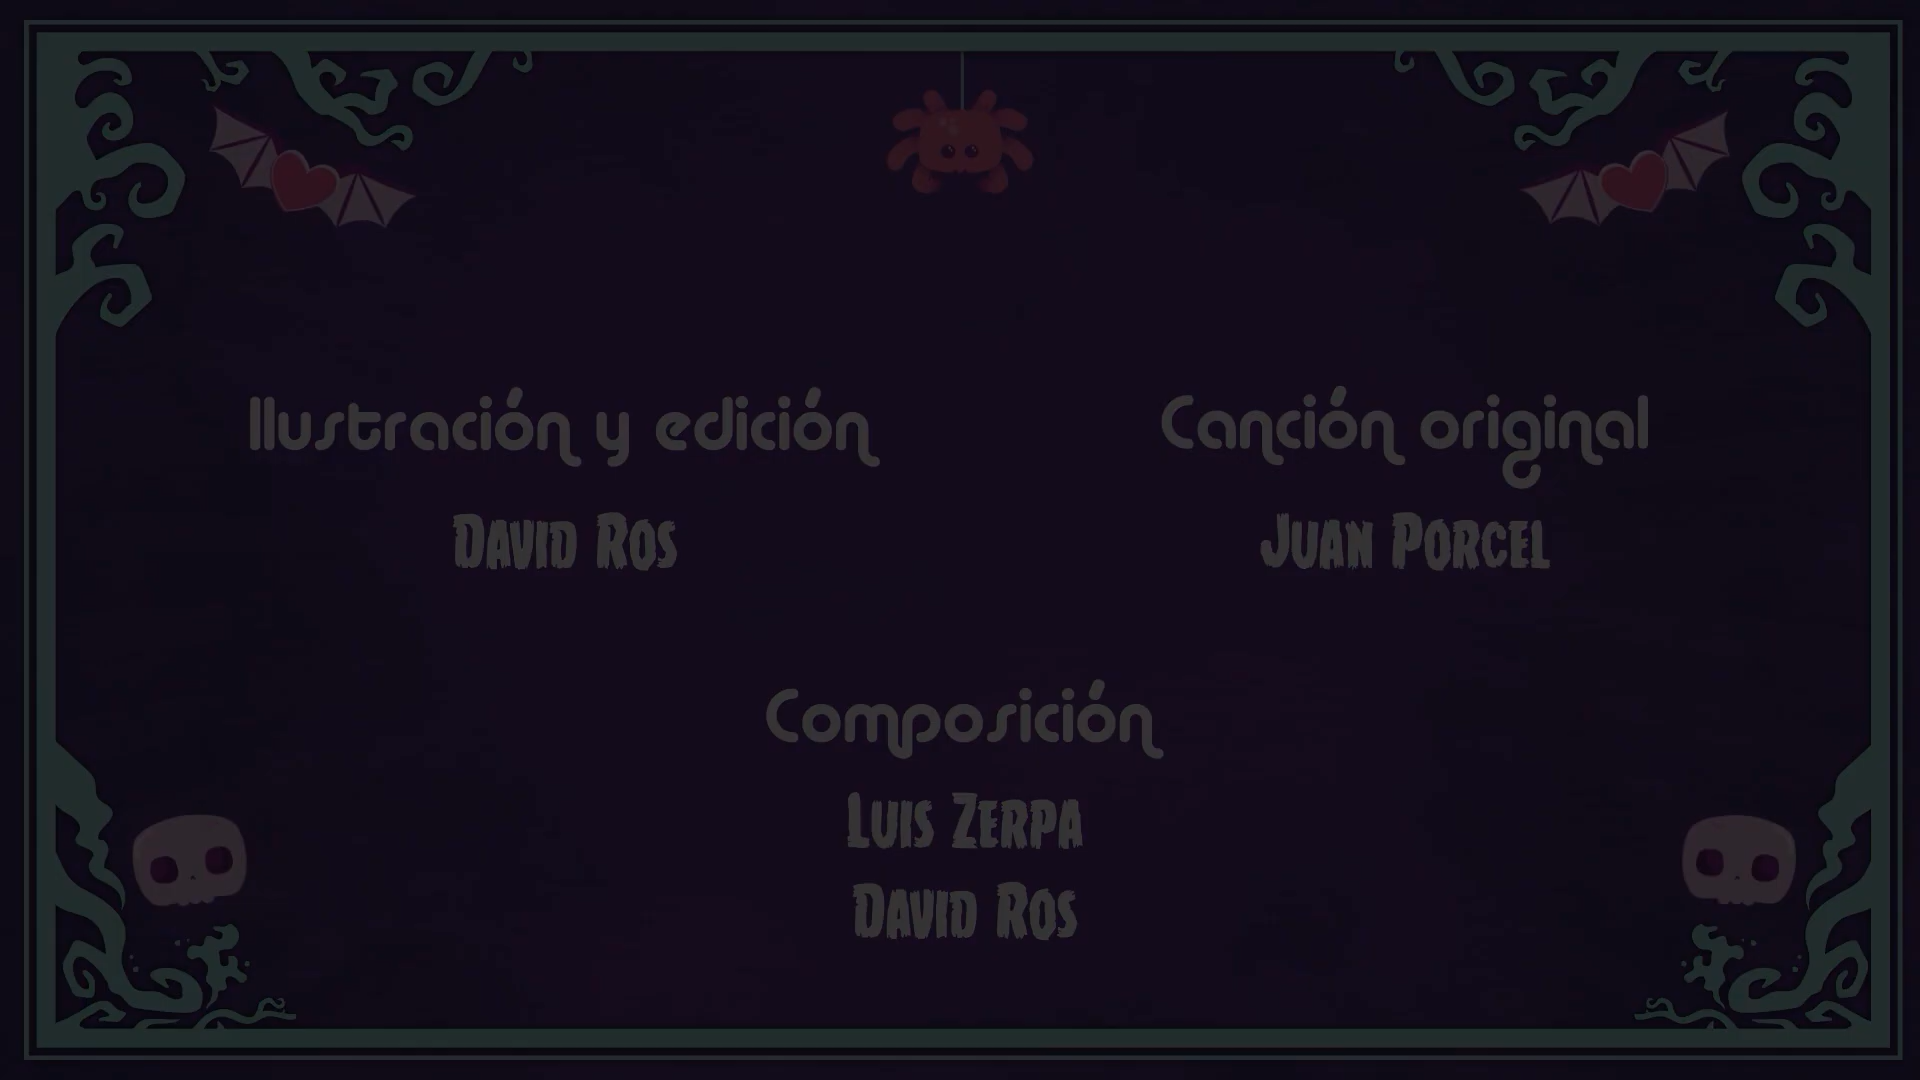 Ilustración y edición
David Ros
Canción original
Juan Porcel
Composición
Luis Zerpa
David Ros